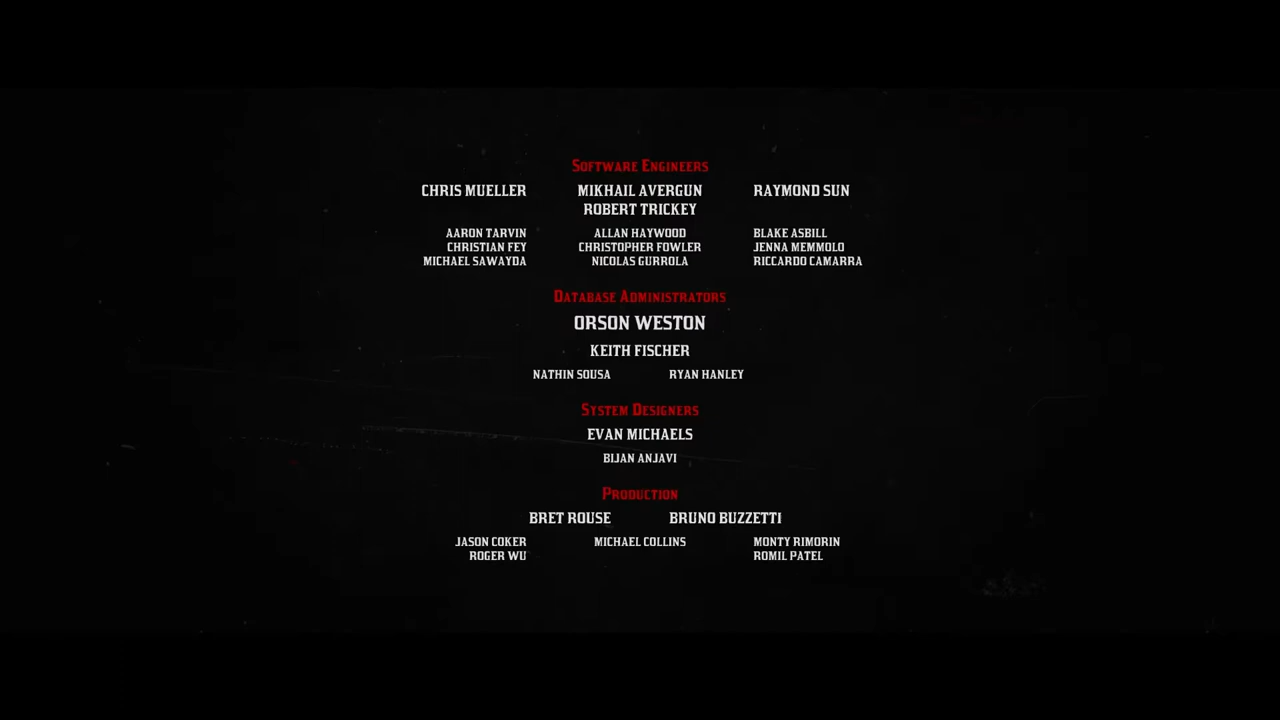 Software Engineers
CHRIS MUELLER MIKHAIL AVERGUN RAYMOND SUN
ROBERT TRICKEY
AARON TARVIN ALLAN HAYWOOD BLAKE ASBILL
CHRISTIAN FEY CHRISTOPHER FOWLER JENNA MEMMOLO
MICHAEL SAWAYDA NICOLAS GURROLA RICCARDO CAMARRA
Database Administrators
ORSON WESTON
KEITH FISCHER
NATHIN SOUSA RYAN HANLEY
System Designers
EVAN MICHAELS
BIJAN ANJAVI
Production
BRET ROUSE BRUNO BUZZETTI
JASON COKER MICHAEL COLLINS MONTY RIMORIN
ROGER WU ROMIL PATEL